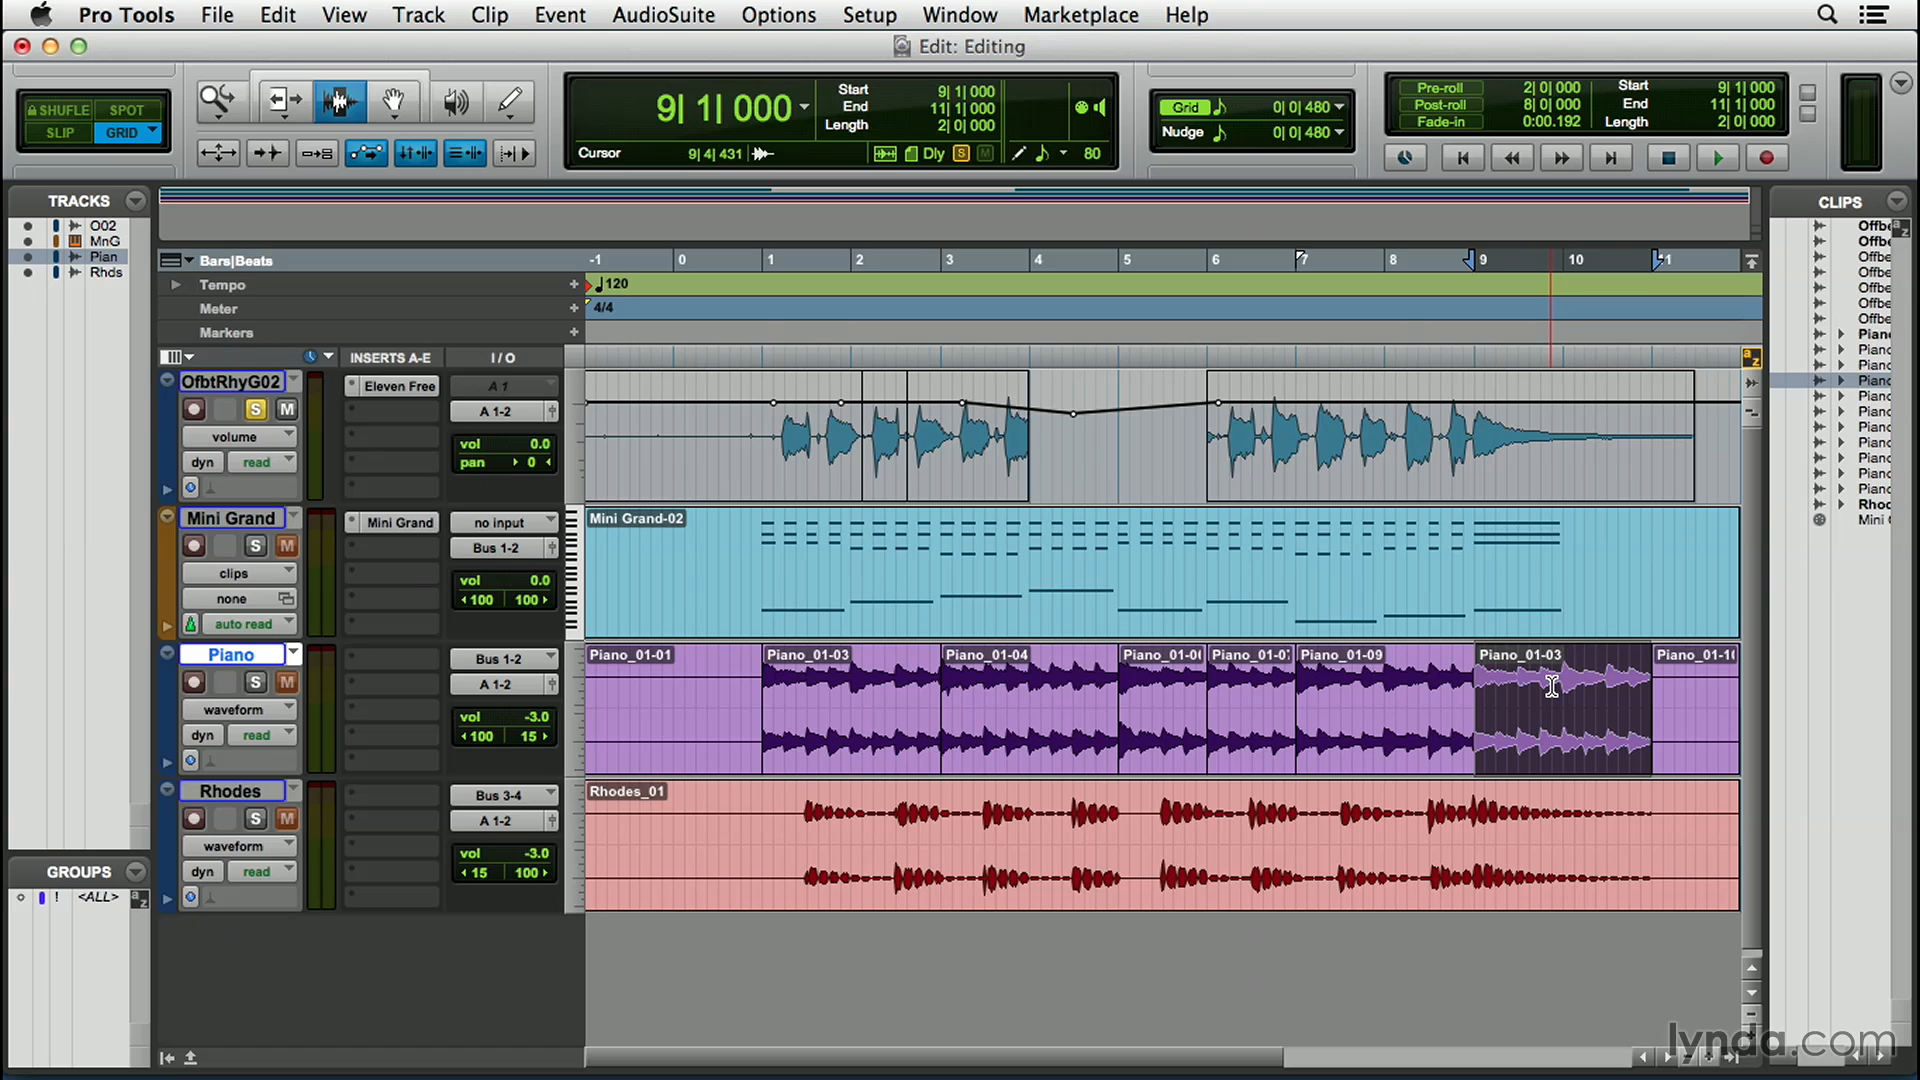 Pro Tools File Edit View Track Clip Event AudioSuite Options Setup Window Marketplace Help
Edit: Editing
SHUFFLE SPOT
SLIP GRID
9| 1| 000
Start 9| 1| 000
End 11| 1| 000
Length 2| 0| 000
Cursor 9| 4| 431
Dly S M 80
Grid 0| 0| 480
Nudge 0| 0| 480
Pre-roll 2| 0| 000 Start 9| 1| 000
Post-roll 8| 0| 000 End 11| 1| 000
Fade-in 0:00.192 Length 2| 0| 000
TRACKS
O02
MnG
Pian
Rhds
GROUPS
! <ALL> a z
Bars|Beats -1 0 1 2 3 4 5 6 7 8 9 10 11
Tempo + 120
Meter + 4/4
Markers +
INSERTS A-E I / O
OfbtRhyG02 Eleven Free A 1
S M A 1-2
volume vol 0.0
dyn read pan 0
Mini Grand Mini Grand no input Mini Grand-02
S M Bus 1-2
clips vol 0.0
none 100 100
auto read
Piano Bus 1-2 Piano_01-01 Piano_01-03 Piano_01-04 Piano_01-0 Piano_01-0 Piano_01-09 Piano_01-03 Piano_01-1
S M A 1-2
waveform vol -3.0
dyn read 100 15
Rhodes Bus 3-4 Rhodes_01
S M A 1-2
waveform vol -3.0
dyn read 15 100
CLIPS
Offb
Offb
Offbe
Offbe
Offbe
Offbe
Offbe
Piano
Piano
Piano
Piano
Piano
Piano
Piano
Piano
Piano
Piano
Rhod
Mini
a z
lynda.com